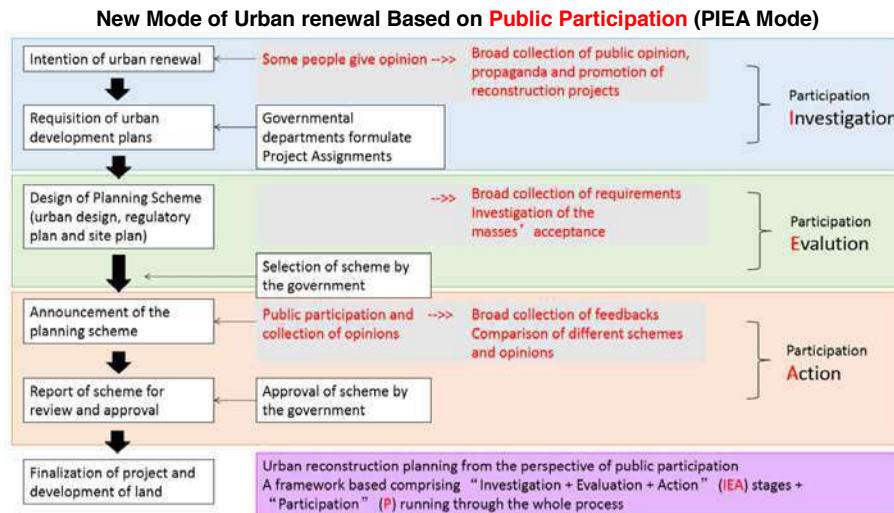 New Mode of Urban renewal Based on Public Participation (PIEA Mode)
Intention of urban renewal
Some people give opinion -->>
Broad collection of public opinion,
propaganda and promotion of
reconstruction projects
Participation
Investigation
Requisition of urban
development plans
Governmental
departments formulate
Project Assignments
Design of Planning Scheme
(urban design, regulatory
plan and site plan)
-->>
Broad collection of requirements
Investigation of the
masses’ acceptance
Participation
Evalution
Selection of scheme by
the government
Announcement of the
planning scheme
Public participation and
collection of opinions
-->>
Broad collection of feedbacks
Comparison of different schemes
and opinions
Participation
Action
Report of scheme for
review and approval
Approval of scheme by
the government
Finalization of project and
development of land
Urban reconstruction planning from the perspective of public participation
A framework based comprising “Investigation + Evaluation + Action” (IEA) stages +
“Participation” (P) running through the whole process